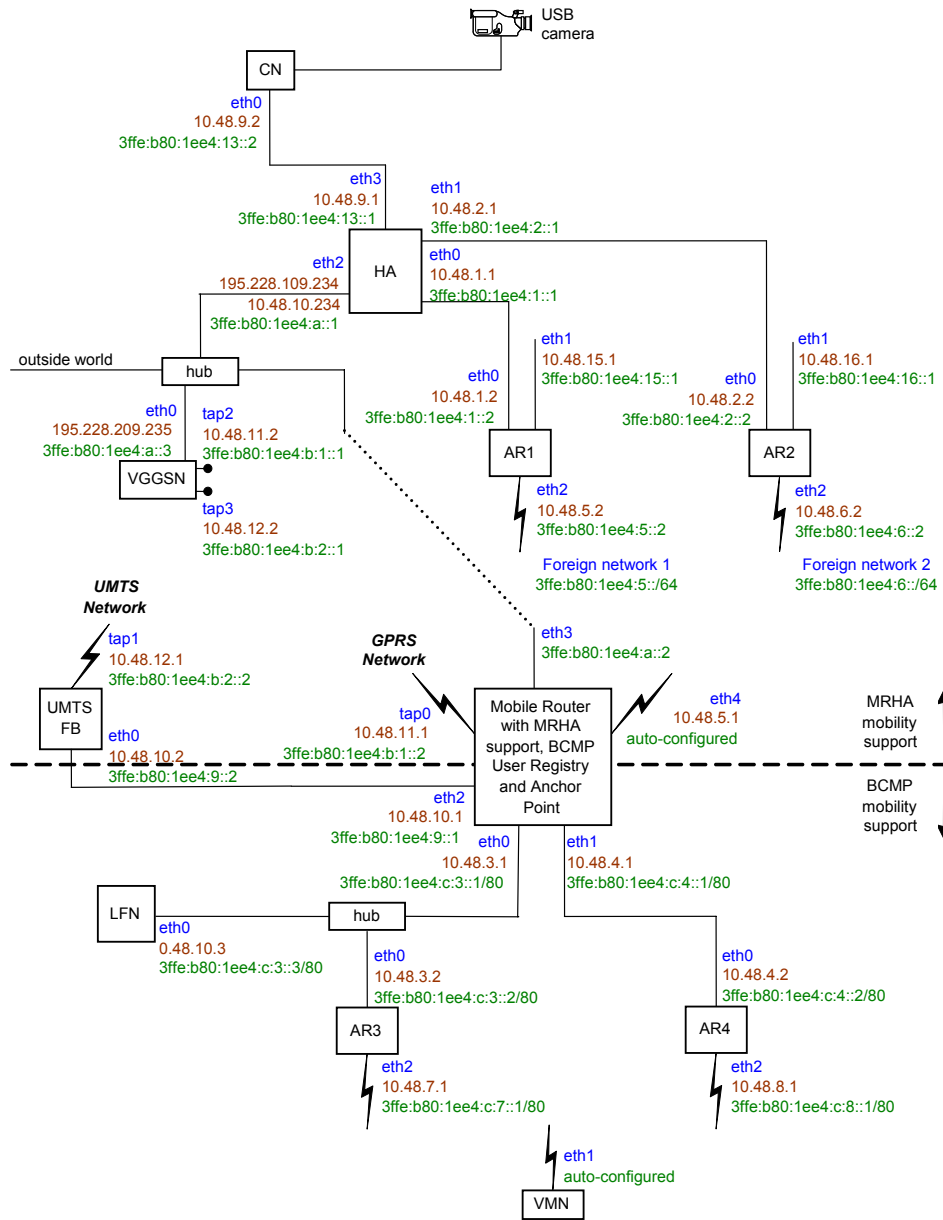 USB
camera
CN
eth0
10.48.9.2
3ffe:b80:1ee4:13::2
eth3
10.48.9.1
3ffe:b80:1ee4:13::1
eth1
10.48.2.1
3ffe:b80:1ee4:2::1
HA
eth2
195.228.109.234
10.48.10.234
3ffe:b80:1ee4:a::1
eth0
10.48.1.1
3ffe:b80:1ee4:1::1
outside world
hub
eth0
195.228.209.235
3ffe:b80:1ee4:a::3
VGGSN
tap2
10.48.11.2
3ffe:b80:1ee4:b:1::1
tap3
10.48.12.2
3ffe:b80:1ee4:b:2::1
eth0
10.48.1.2
3ffe:b80:1ee4:1::2
eth1
10.48.15.1
3ffe:b80:1ee4:15::1
AR1
eth2
10.48.5.2
3ffe:b80:1ee4:5::2
Foreign network 1
3ffe:b80:1ee4:5::/64
eth0
10.48.2.2
3ffe:b80:1ee4:2::2
eth1
10.48.16.1
3ffe:b80:1ee4:16::1
AR2
eth2
10.48.6.2
3ffe:b80:1ee4:6::2
Foreign network 2
3ffe:b80:1ee4:6::/64
UMTS
Network
tap1
10.48.12.1
3ffe:b80:1ee4:b:2::2
UMTS
FB
eth0
10.48.10.2
3ffe:b80:1ee4:9::2
GPRS
Network
tap0
10.48.11.1
3ffe:b80:1ee4:b:1::2
eth3
3ffe:b80:1ee4:a::2
Mobile Router
with MRHA
support, BCMP
User Registry
and Anchor
Point
eth4
10.48.5.1
auto-configured
MRHA
mobility
support
BCMP
mobility
support
eth2
10.48.10.1
3ffe:b80:1ee4:9::1
eth0
10.48.3.1
3ffe:b80:1ee4:c:3::1/80
eth1
10.48.4.1
3ffe:b80:1ee4:c:4::1/80
LFN
eth0
0.48.10.3
3ffe:b80:1ee4:c:3::3/80
hub
eth0
10.48.3.2
3ffe:b80:1ee4:c:3::2/80
AR3
eth2
10.48.7.1
3ffe:b80:1ee4:c:7::1/80
eth0
10.48.4.2
3ffe:b80:1ee4:c:4::2/80
AR4
eth2
10.48.8.1
3ffe:b80:1ee4:c:8::1/80
eth1
auto-configured
VMN